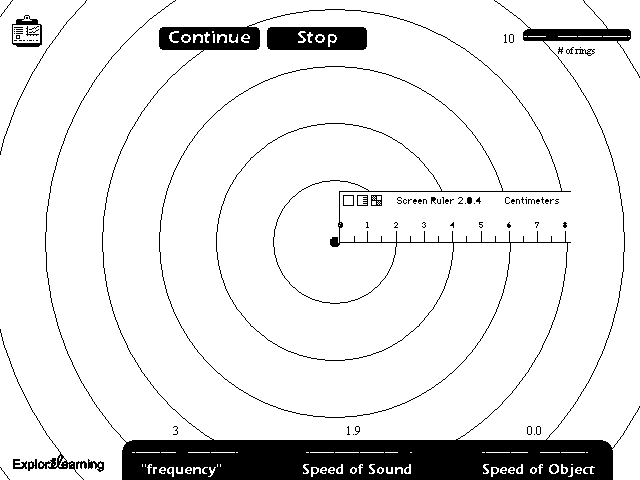 Continue Stop
10
# of rings
Screen Ruler 2.0.4 Centimeters
0 1 2 3 4 5 6 7 8
3 1.9 0.0
ExploreLearning
"frequency" Speed of Sound Speed of Object